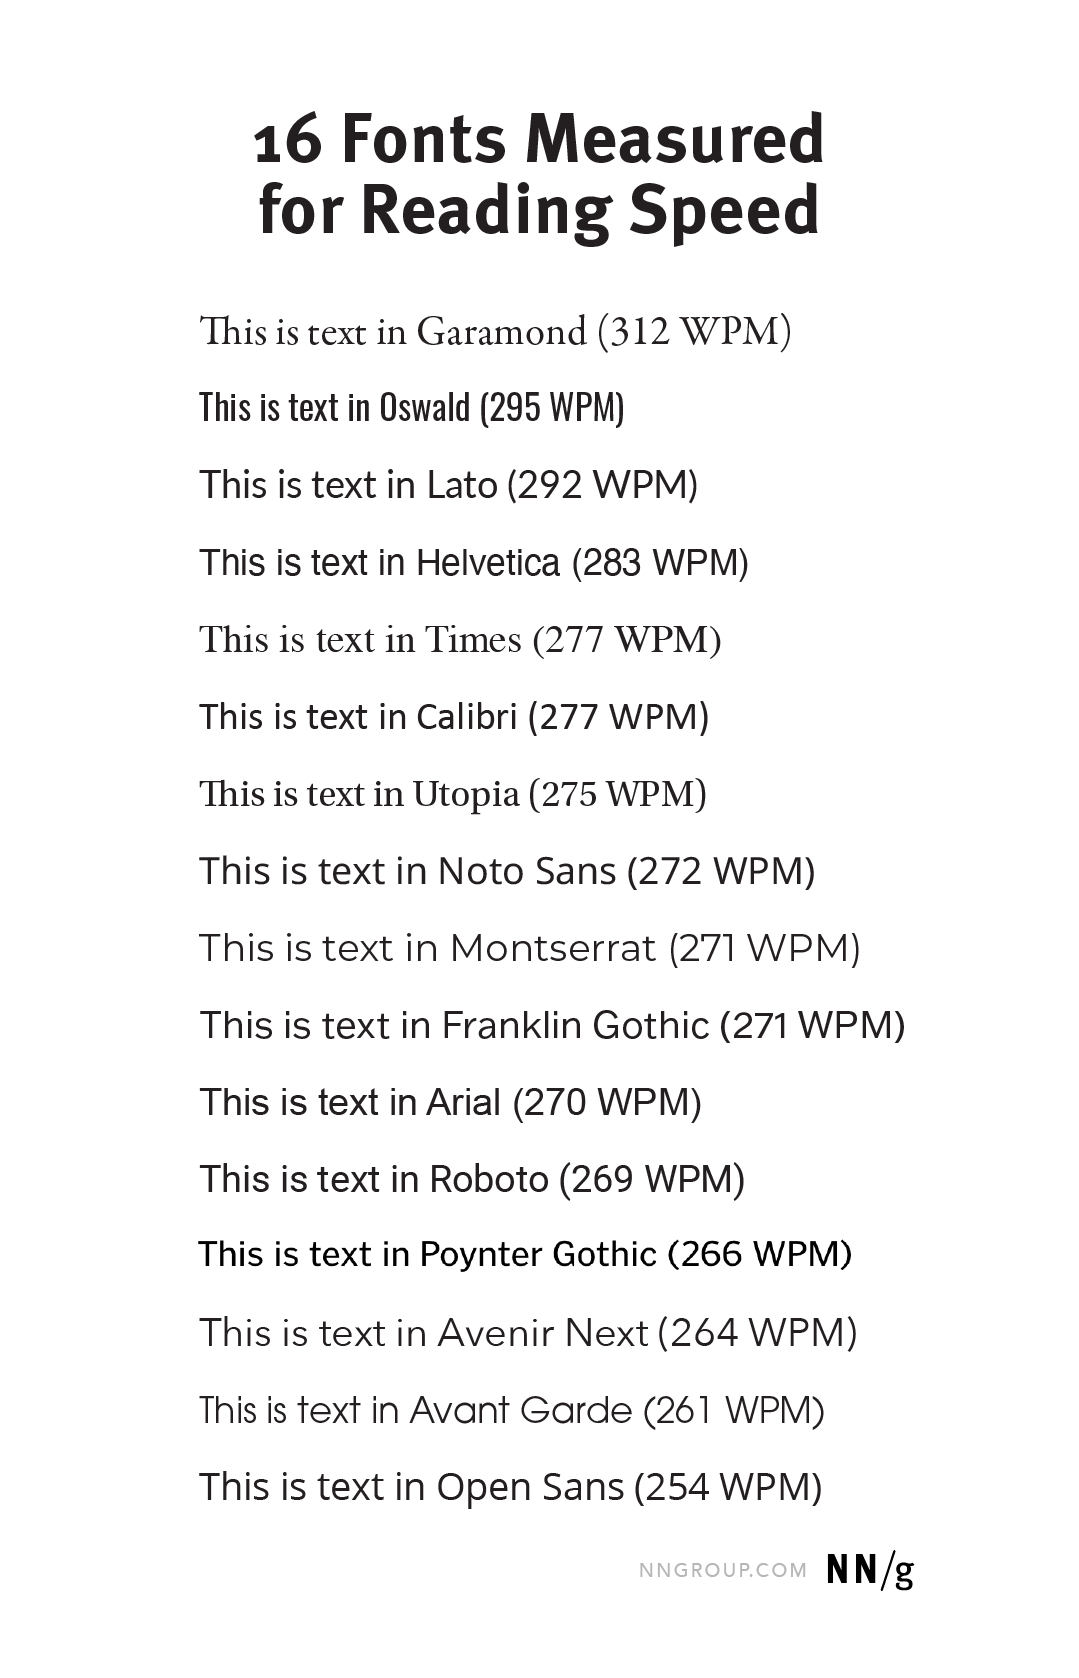 16 Fonts Measured
for Reading Speed
This is text in Garamond (312 WPM)
This is text in Oswald (295 WPM)
This is text in Lato (292 WPM)
This is text in Helvetica (283 WPM)
This is text in Times (277 WPM)
This is text in Calibri (277 WPM)
This is text in Utopia (275 WPM)
This is text in Noto Sans (272 WPM)
This is text in Montserrat (271 WPM)
This is text in Franklin Gothic (271 WPM)
This is text in Arial (270 WPM)
This is text in Roboto (269 WPM)
This is text in Poynter Gothic (266 WPM)
This is text in Avenir Next (264 WPM)
This is text in Avant Garde (261 WPM)
This is text in Open Sans (254 WPM)
NNGROUP.COM NN/g